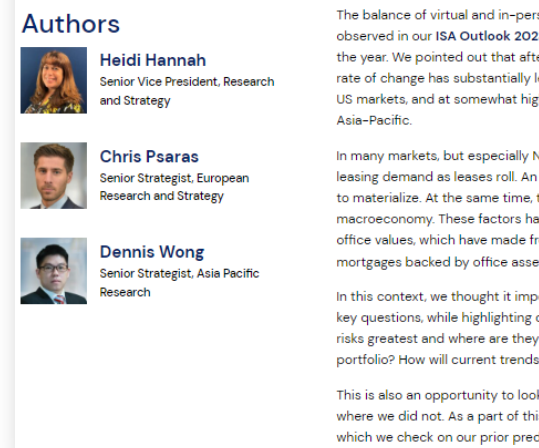 Authors
Heidi Hannah
Senior Vice President, Research
and Strategy
Chris Psaras
Senior Strategist, European
Research and Strategy
Dennis Wong
Senior Strategist, Asia Pacific
Research
The balance of virtual and in-pers
observed in our ISA Outlook 202
the year. We pointed out that afte
rate of change has substantially l
US markets, and at somewhat hig
Asia-Pacific.
In many markets, but especially N
leasing demand as leases roll. An
to materialize. At the same time, t
macroeconomy. These factors ha
office values, which have made fr
mortgages backed by office asse
In this context, we thought it imp
key questions, while highlighting
risks greatest and where are they
portfolio? How will current trends
This is also an opportunity to look
where we did not. As a part of thi
which we check on our prior pred